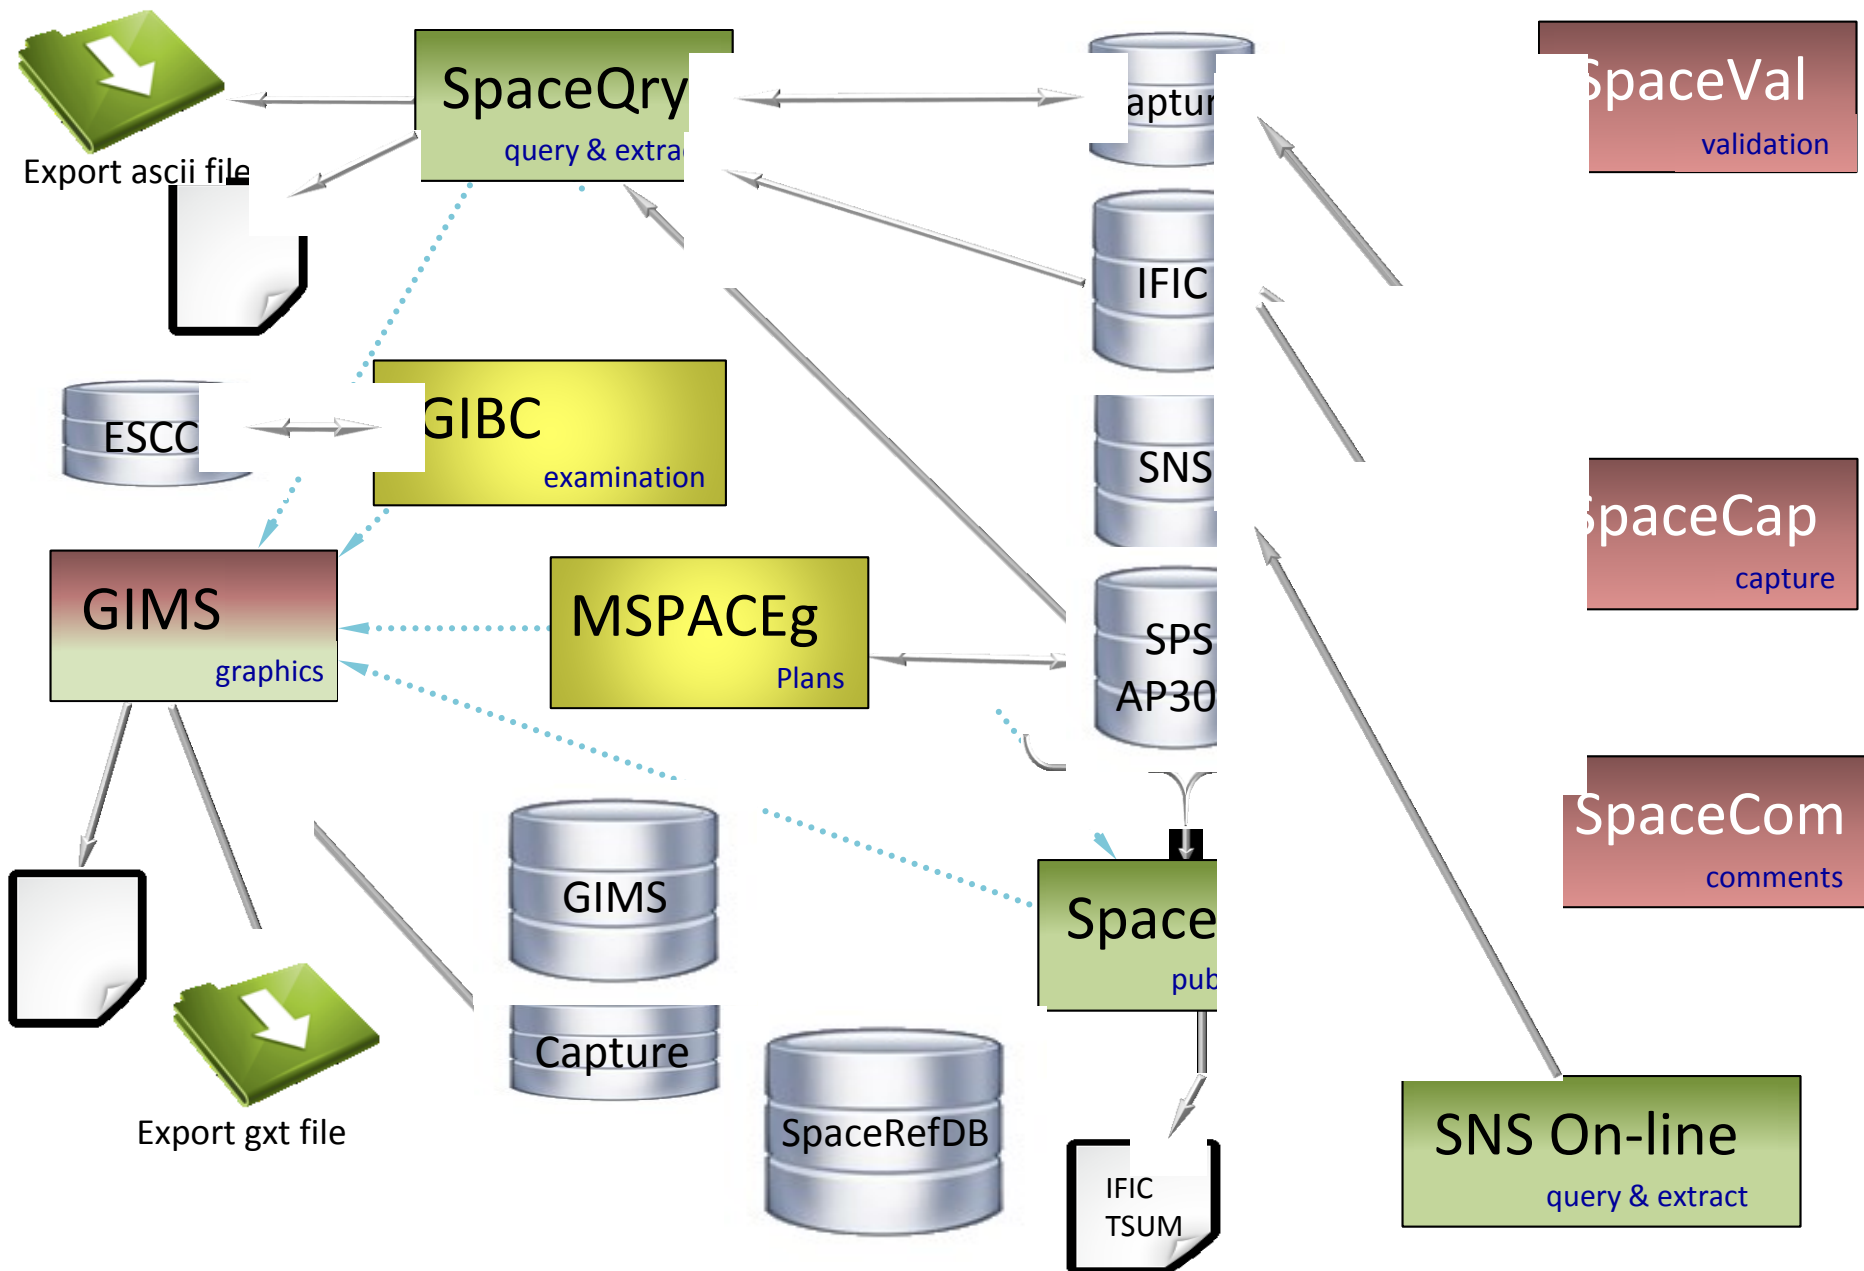 SpaceQry
query & extra
Export ascii file
aptur
SpaceVal
validation
IFIC
ESCC
GIBC
examination
SNS
SpaceCap
capture
GIMS
graphics
MSPACEg
Plans
SPS
AP30
SpaceCom
comments
GIMS
Space
pub
Capture
SpaceRefDB
Export gxt file
IFIC
TSUM
SNS On-line
query & extract